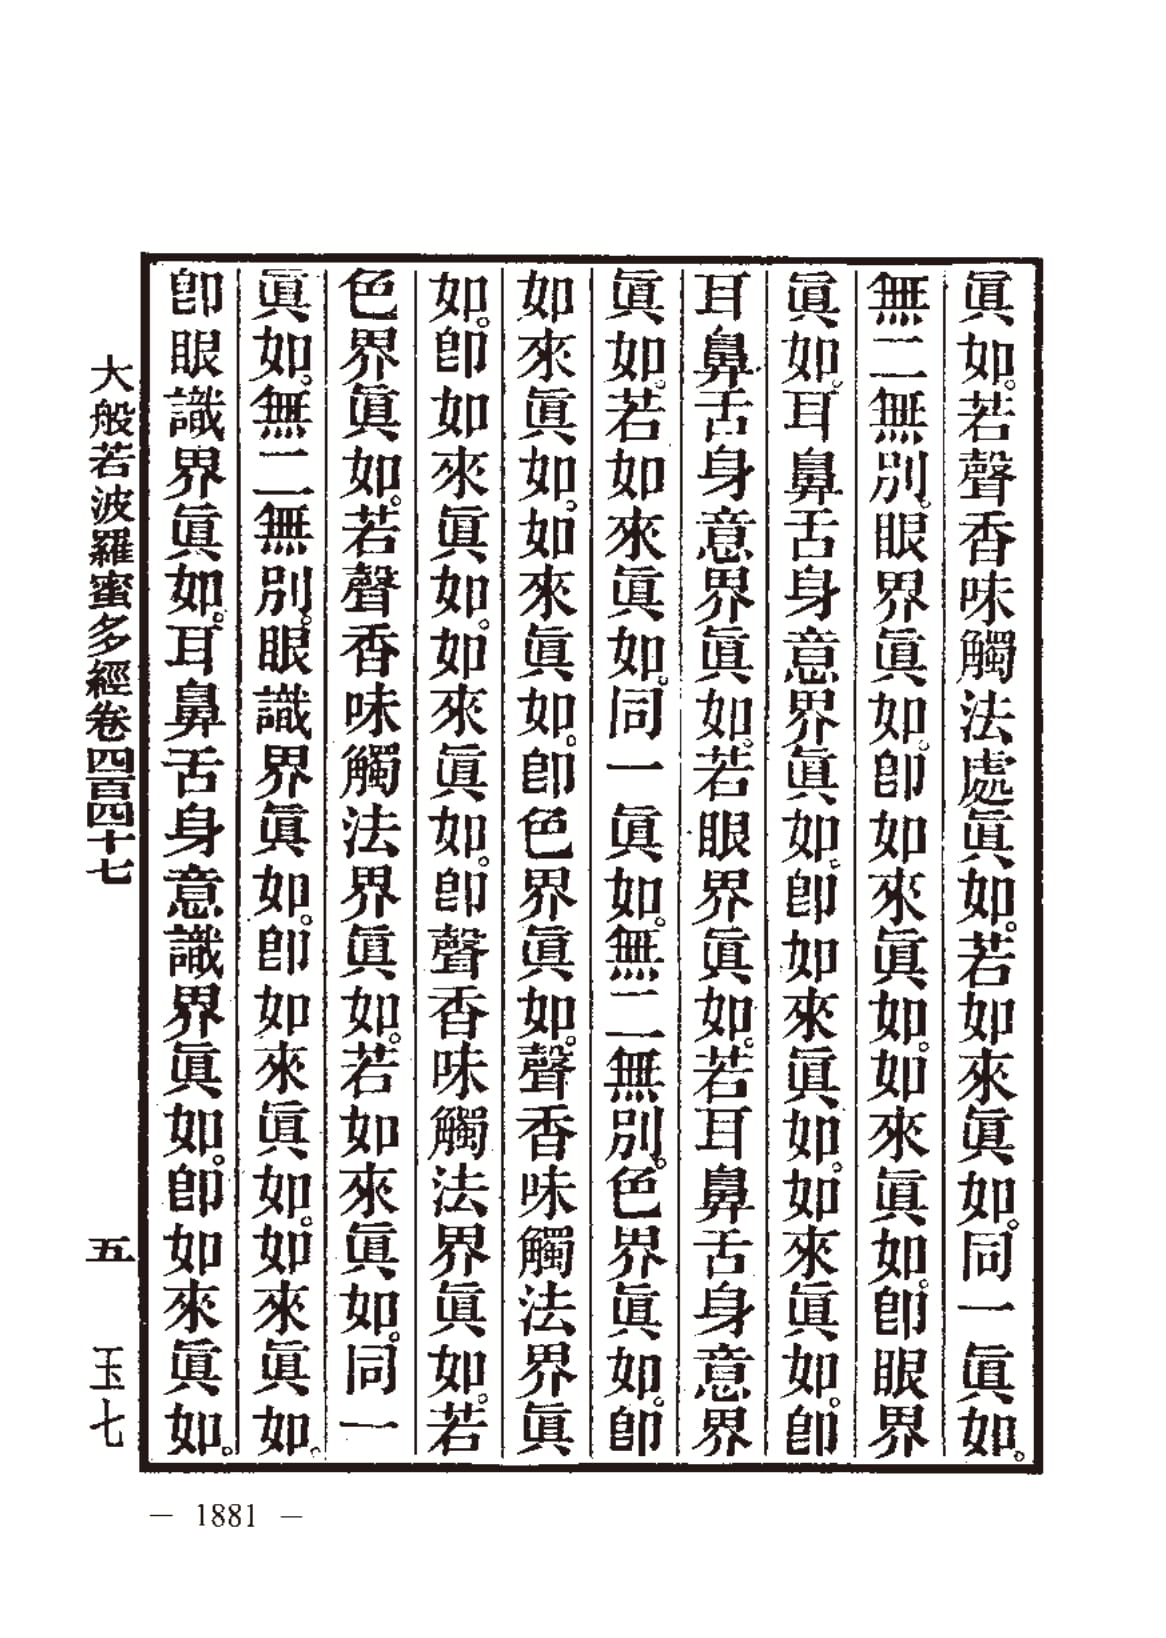 眞如。若聲香味觸法處眞如。若如來眞如。同一眞如。
無二無別。眼界眞如。卽如來眞如。如來眞如。卽眼界
眞如。耳鼻舌身意界眞如。卽如來眞如。如來眞如。卽
耳鼻舌身意界眞如。若眼界眞如。若耳鼻舌身意界
眞如。若如來眞如。同一眞如。無二無別。色界眞如。卽
如來眞如。如來眞如。卽色界眞如。聲香味觸法界眞
如。卽如來眞如。如來眞如。卽聲香味觸法界眞如。若
色界眞如。若聲香味觸法界眞如。若如來眞如。同一
眞如。無二無別。眼識界眞如。卽如來眞如。如來眞如。
卽眼識界眞如。耳鼻舌身意識界眞如。卽如來眞如。
大般若波羅蜜多經卷四百四十七 五 玉七
— 1881 —